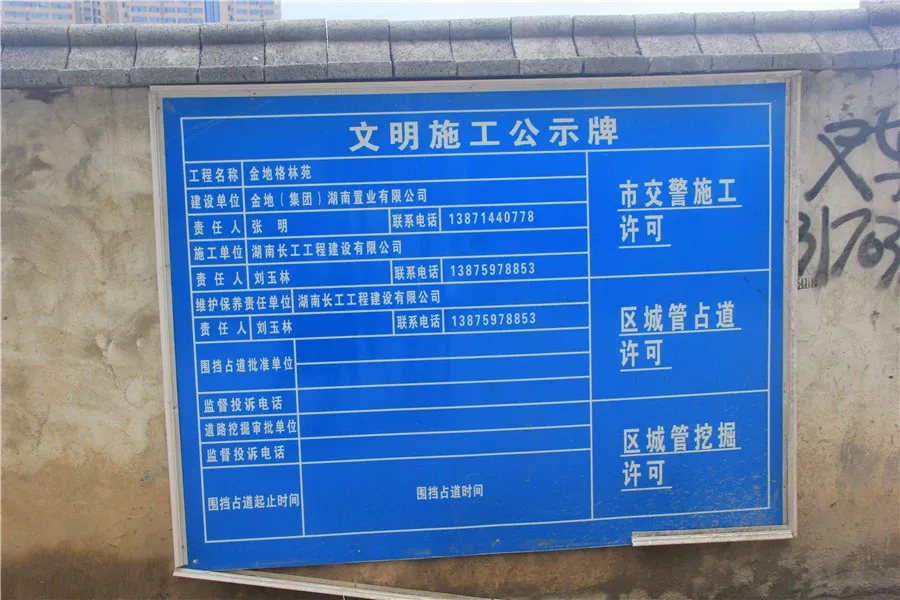 文明施工公示牌
工程名称 金地格林苑
建设单位 金地（集团）湖南置业有限公司
责任人 张明 联系电话 13871440778
施工单位 湖南长工工程建设有限公司
责任人 刘玉林 联系电话 13875978853
维护保养责任单位 湖南长工工程建设有限公司
责任人 刘玉林 联系电话 13875978853
围挡占道批准单位
监督投诉电话
道路挖掘审批单位
监督投诉电话
围挡占道起止时间 围挡占道时间
市交警施工
许可
区城管占道
许可
区城管挖掘
许可